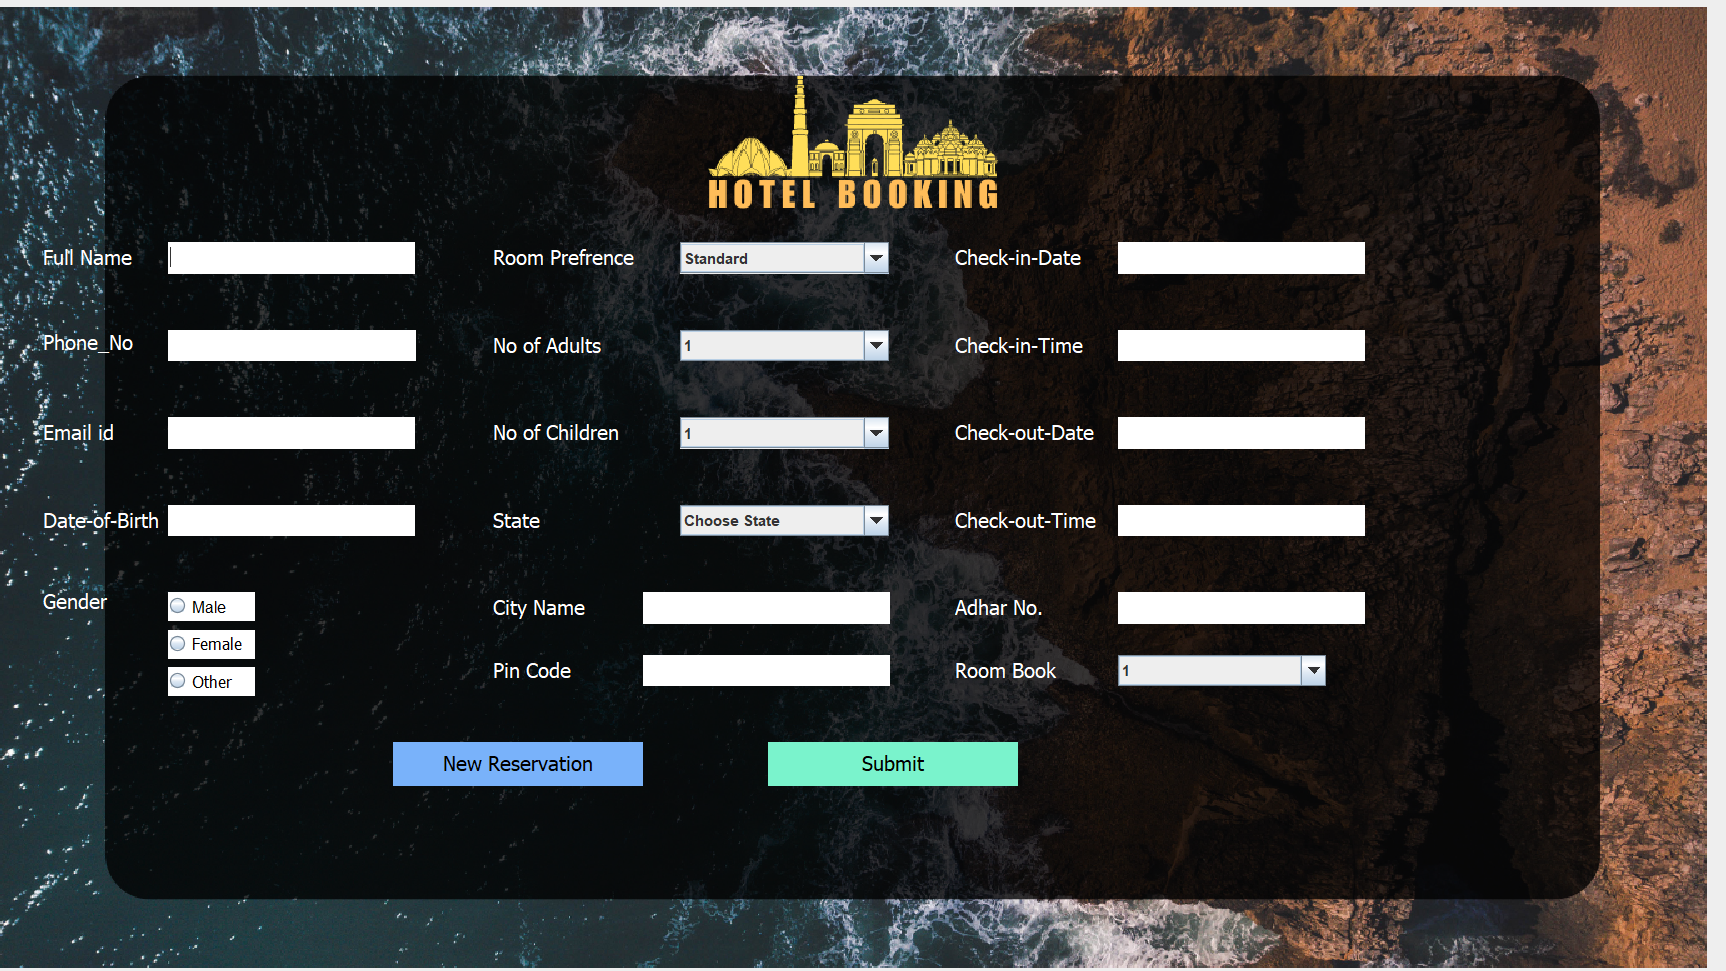 HOTEL BOOKING
Full Name
Room Prefrence
Standard
Check-in-Date
Phone_No
No of Adults
1
Check-in-Time
Email id
No of Children
1
Check-out-Date
Date-of-Birth
State
Choose State
Check-out-Time
Gender
Male
Female
Other
City Name
Adhar No.
Pin Code
Room Book
1
New Reservation
Submit